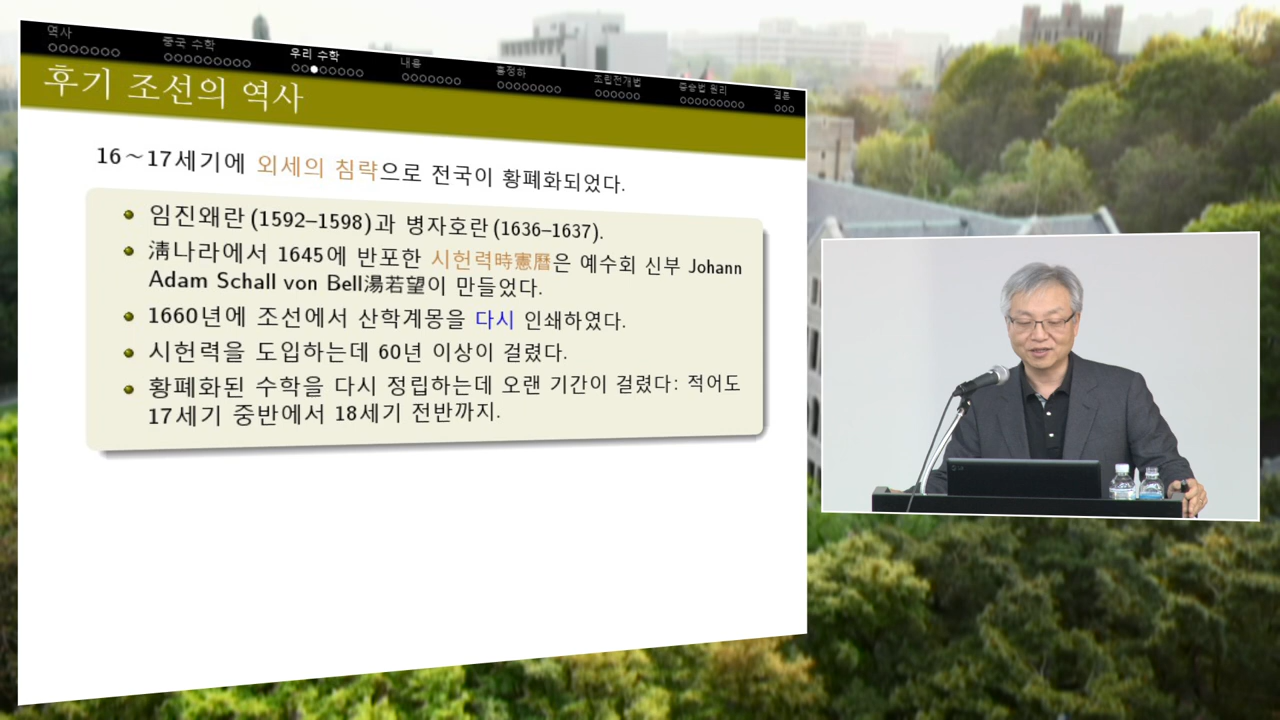 역사
중국 수학
우리 수학
내용
홍정하
조립전개법
증승법 원리
결론
후기 조선의 역사
16～17세기에 외세의 침략으로 전국이 황폐화되었다.
임진왜란(1592–1598)과 병자호란(1636–1637).
淸나라에서 1645에 반포한 시헌력時憲曆은 예수회 신부 Johann
Adam Schall von Bell湯若望이 만들었다.
1660년에 조선에서 산학계몽을 다시 인쇄하였다.
시헌력을 도입하는데 60년 이상이 걸렸다.
황폐화된 수학을 다시 정립하는데 오랜 기간이 걸렸다: 적어도
17세기 중반에서 18세기 전반까지.